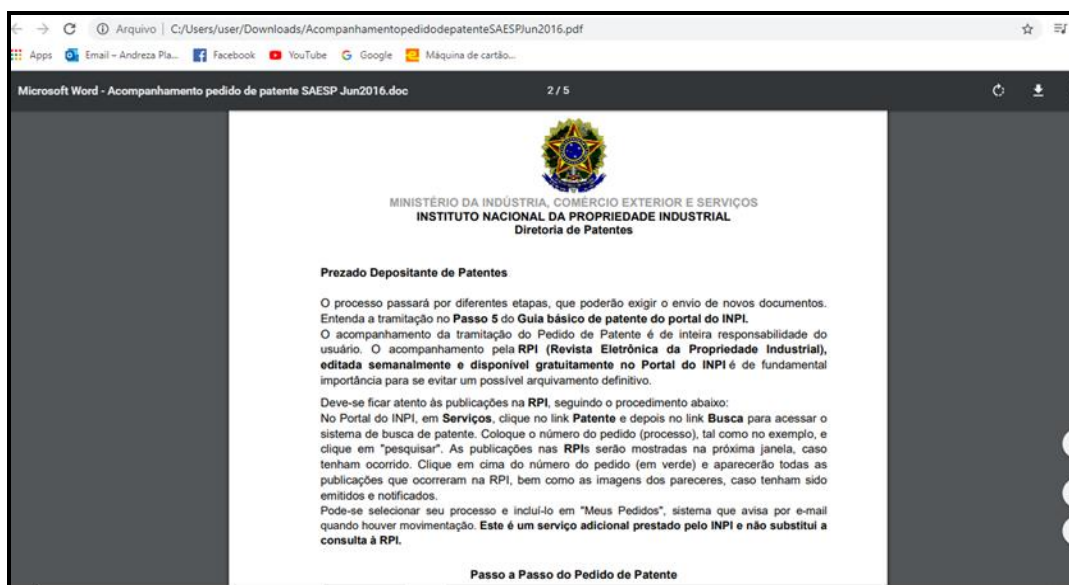 Arquivo | C:/Users/user/Downloads/AcompanhamentopedidodepatenteSAESPJun2016.pdf
Apps Email – Andreza Pla... Facebook YouTube Google Máquina de cartão...
Microsoft Word - Acompanhamento pedido de patente SAESP Jun2016.doc 2 / 5
MINISTÉRIO DA INDÚSTRIA, COMÉRCIO EXTERIOR E SERVIÇOS
INSTITUTO NACIONAL DA PROPRIEDADE INDUSTRIAL
Diretoria de Patentes
Prezado Depositante de Patentes
O processo passará por diferentes etapas, que poderão exigir o envio de novos documentos.
Entenda a tramitação no Passo 5 do Guia básico de patente do portal do INPI.
O acompanhamento da tramitação do Pedido de Patente é de inteira responsabilidade do
usuário. O acompanhamento pela RPI (Revista Eletrônica da Propriedade Industrial),
editada semanalmente e disponível gratuitamente no Portal do INPI é de fundamental
importância para se evitar um possível arquivamento definitivo.
Deve-se ficar atento às publicações na RPI, seguindo o procedimento abaixo:
No Portal do INPI, em Serviços, clique no link Patente e depois no link Busca para acessar o
sistema de busca de patente. Coloque o número do pedido (processo), tal como no exemplo, e
clique em "pesquisar". As publicações nas RPIs serão mostradas na próxima janela, caso
tenham ocorrido. Clique em cima do número do pedido (em verde) e aparecerão todas as
publicações que ocorreram na RPI, bem como as imagens dos pareceres, caso tenham sido
emitidos e notificados.
Pode-se selecionar seu processo e incluí-lo em "Meus Pedidos", sistema que avisa por e-mail
quando houver movimentação. Este é um serviço adicional prestado pelo INPI e não substitui a
consulta à RPI.
Passo a Passo do Pedido de Patente